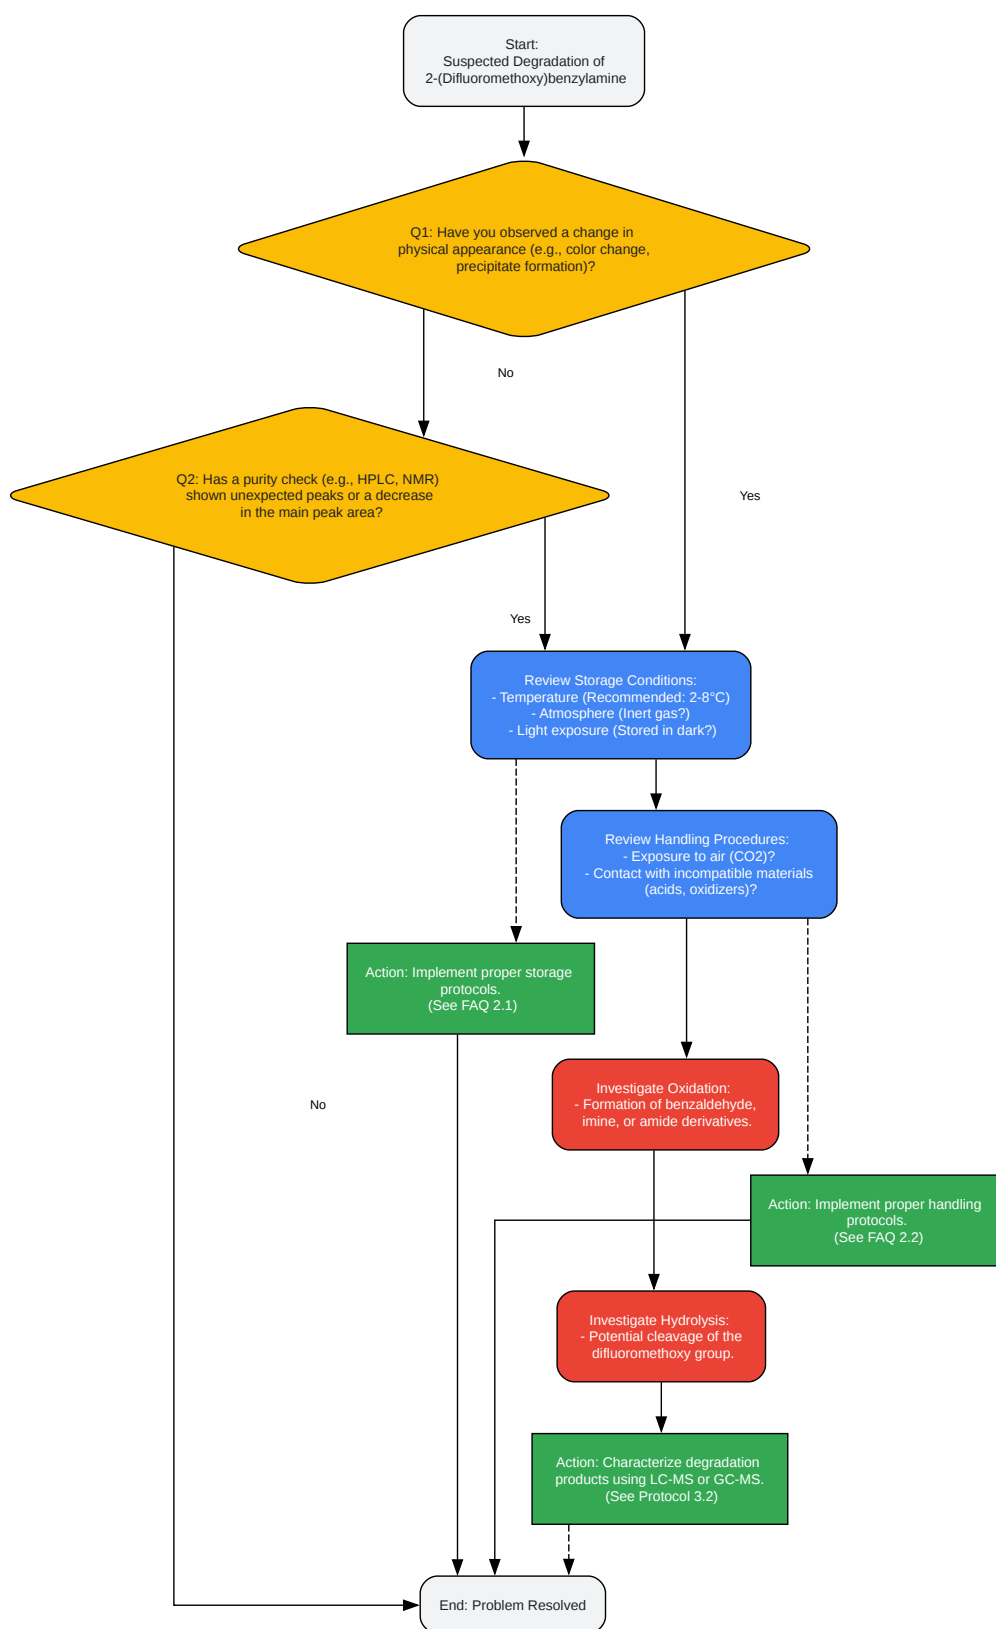 Start:
Suspected Degradation of
2-(Difluoromethoxy)benzylamine
Q1: Have you observed a change in
physical appearance (e.g., color change,
precipitate formation)?
No
Q2: Has a purity check (e.g., HPLC, NMR)
shown unexpected peaks or a decrease
in the main peak area?
Yes
Yes
Review Storage Conditions:
- Temperature (Recommended: 2-8°C)
- Atmosphere (Inert gas?)
- Light exposure (Stored in dark?)
Review Handling Procedures:
- Exposure to air (CO2)?
- Contact with incompatible materials
(acids, oxidizers)?
Action: Implement proper storage
protocols.
(See FAQ 2.1)
Investigate Oxidation:
- Formation of benzaldehyde,
imine, or amide derivatives.
No
Action: Implement proper handling
protocols.
(See FAQ 2.2)
Investigate Hydrolysis:
- Potential cleavage of the
difluoromethoxy group.
Action: Characterize degradation
products using LC-MS or GC-MS.
(See Protocol 3.2)
End: Problem Resolved